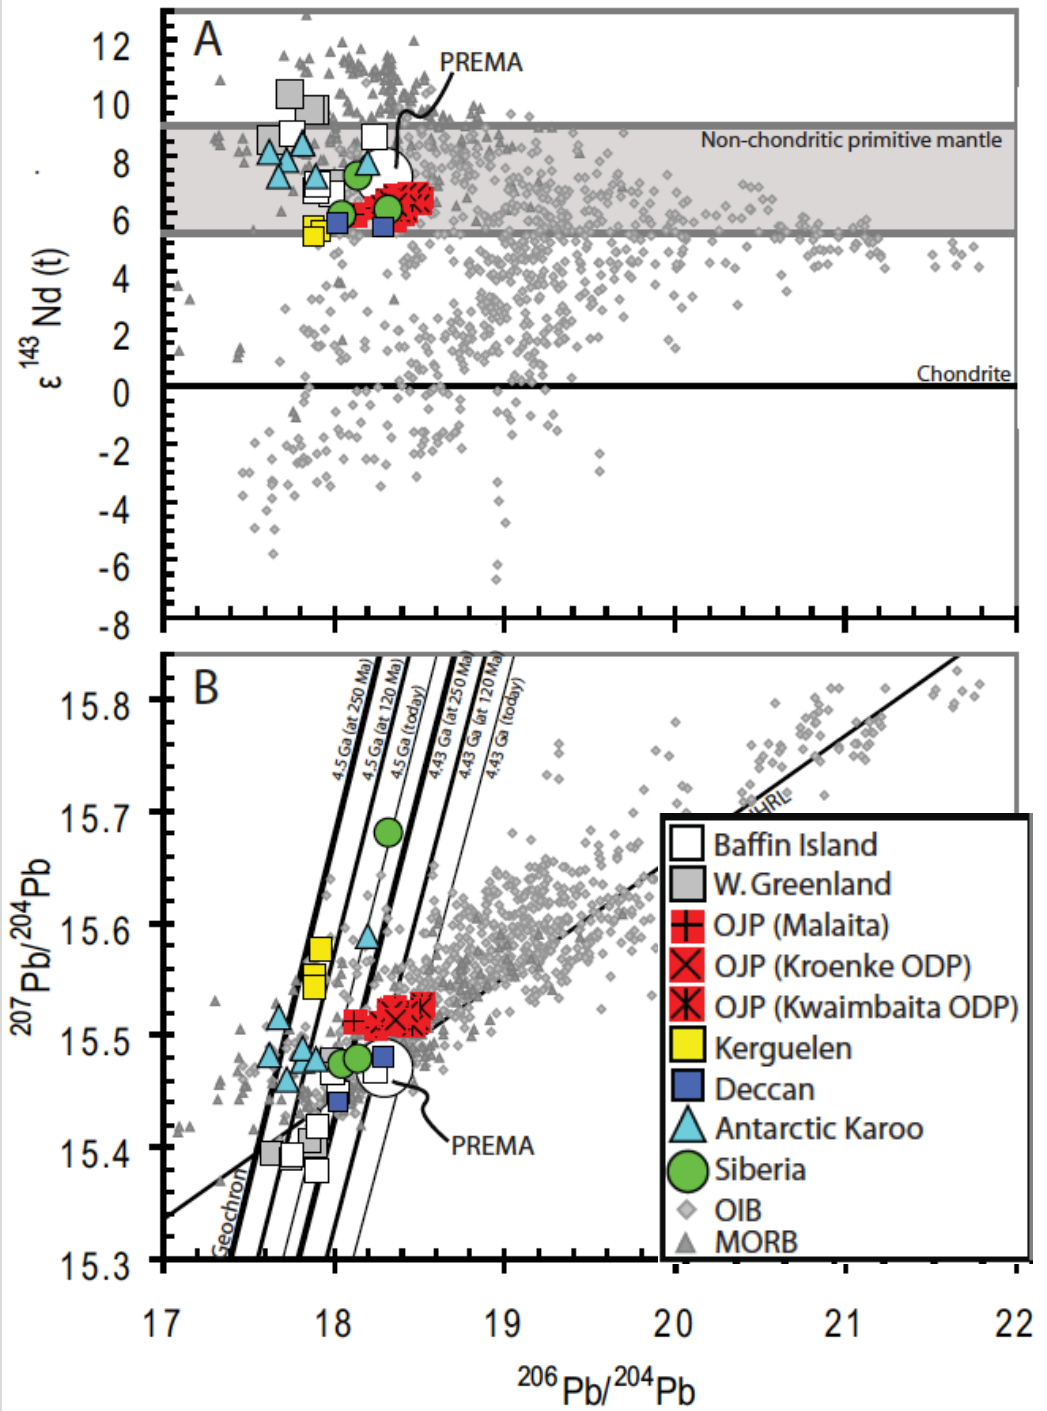 A
PREMA
Non-chondritic primitive mantle
Chondrite
12
10
8
6
4
2
0
-2
-4
-6
-8
ε ¹⁴³ Nd (t)
B
4.5 Ga (at 250 Ma)
4.5 Ga (at 120 Ma)
4.5 Ga (today)
4.43 Ga (at 250 Ma)
4.43 Ga (at 120 Ma)
4.43 Ga (today)
15.8
15.7
15.6
15.5
15.4
15.3
²⁰⁷Pb/²⁰⁴Pb
Geochron
PREMA
Baffin Island
W. Greenland
OJP (Malaita)
OJP (Kroenke ODP)
OJP (Kwaimbaita ODP)
Kerguelen
Deccan
Antarctic Karoo
Siberia
OIB
MORB
17 18 19 20 21 22
²⁰⁶Pb/²⁰⁴Pb